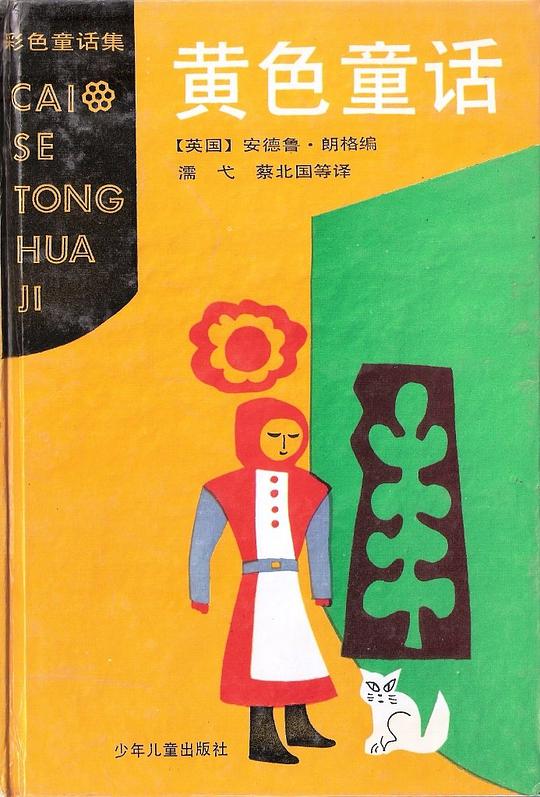 彩色童话集
CAI
SE
TONG
HUA
JI
黄色童话
【英国】安德鲁·朗格编
濡 弋 蔡北国等译
少年儿童出版社